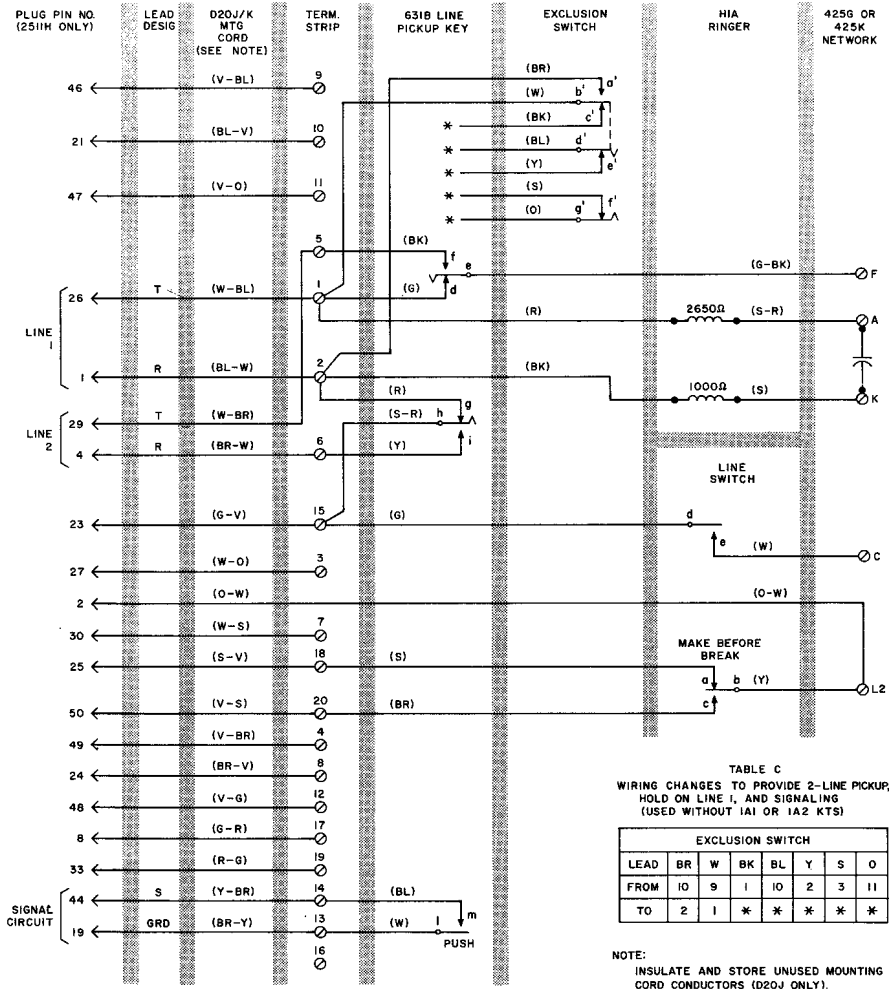 PLUG PIN NO. (2511H ONLY)
LEAD DESIG
D20J/K MTG CORD (SEE NOTE)
TERM. STRIP
631B LINE PICKUP KEY
EXCLUSION SWITCH
HIA RINGER
425G OR 425K NETWORK
46 (V-BL) 9
(BR) a'
(W) b'
(BK) c'
21 (BL-V) 10
* (BL) d'
* (Y) e'
47 (V-O) 11
* (S) f'
* (O) g'
5 (BK) f
e (G-BK) F
LINE 1
26 T (W-BL) 1 (G) d
(R) 2650Ω (S-R) A
1 R (BL-W) 2 (BK) 1000Ω (S) K
(R) g
LINE 2
29 T (W-BR) (S-R) h
4 R (BR-W) 6 (Y) i
LINE SWITCH
23 (G-V) 15 (G) d
e (W) C
27 (W-O) 3
2 (O-W) (O-W)
30 (W-S) 7
MAKE BEFORE BREAK
25 (S-V) 18 (S) a b (Y) L2
50 (V-S) 20 (BR) c
49 (V-BR) 4
24 (BR-V) 8
48 (V-G) 12
8 (G-R) 17
33 (R-G) 19
SIGNAL CIRCUIT
44 S (Y-BR) 14 (BL) m
19 GRD (BR-Y) 13 (W) l
PUSH
16
TABLE C
WIRING CHANGES TO PROVIDE 2-LINE PICKUP,
HOLD ON LINE 1, AND SIGNALING
(USED WITHOUT 1A1 OR 1A2 KTS)
EXCLUSION SWITCH
LEAD BR W BK BL Y S O
FROM 10 9 1 10 2 3 11
TO 2 1 * * * * *
NOTE:
INSULATE AND STORE UNUSED MOUNTING
CORD CONDUCTORS (D20J ONLY).